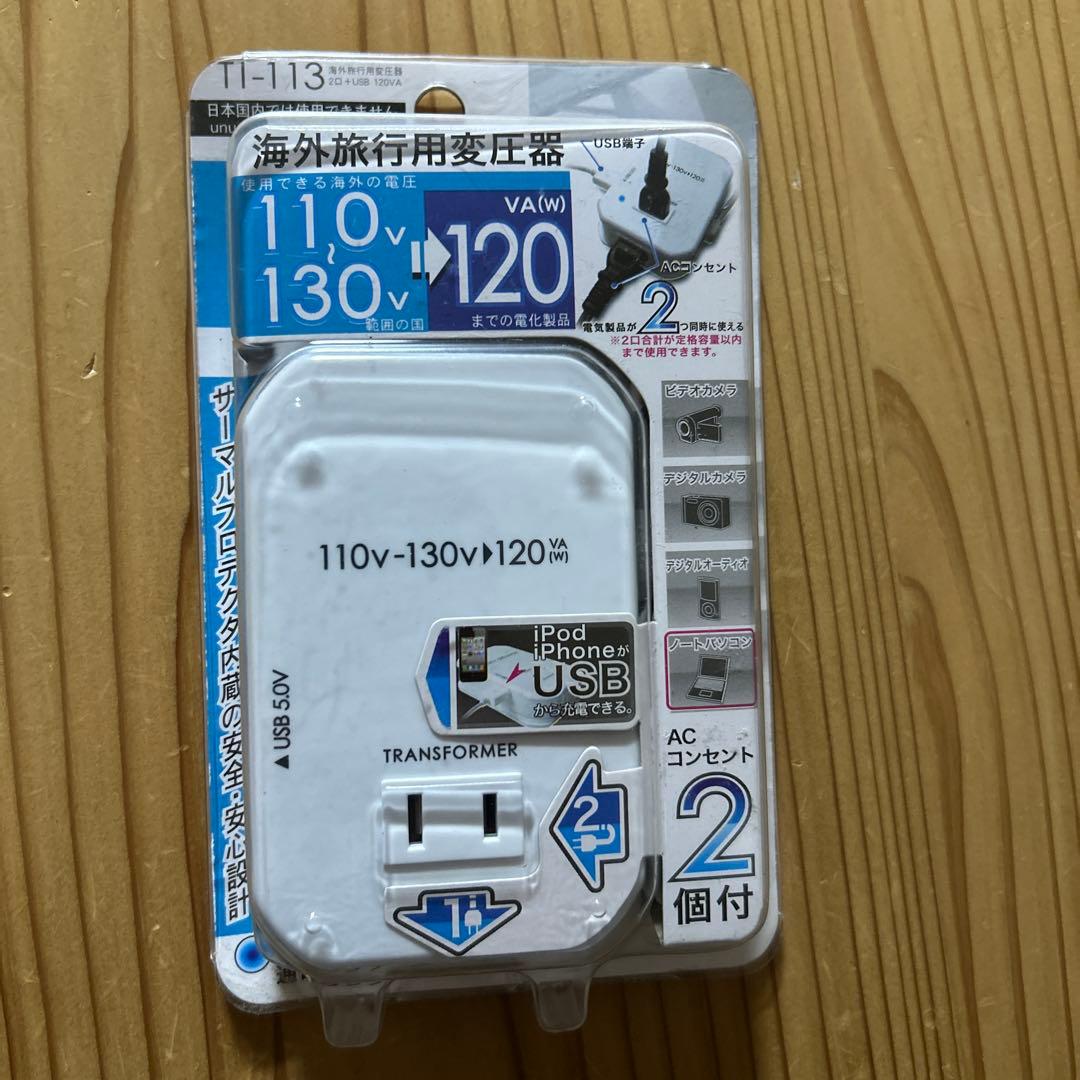 TI-113 海外旅行用変圧器
2口+USB 120VA
日本国内では使用できません
unu
海外旅行用変圧器
使用できる海外の電圧
110V
~
130V
範囲の国
VA(W)
120
までの電化製品
USB端子
130V▶120
ACコンセント
電気製品が2つ同時に使える
※2口合計が定格容量以内
まで使用できます。
サーマルプロテクタ内蔵の安全・安心設計
ビデオカメラ
デジタルカメラ
デジタルオーディオ
ノートパソコン
AC
コンセント
2
個付
110V-130V▶120 VA(W)
iPod
iPhoneが
USB
から充電できる。
▲USB 5.0V
TRANSFORMER
2
1